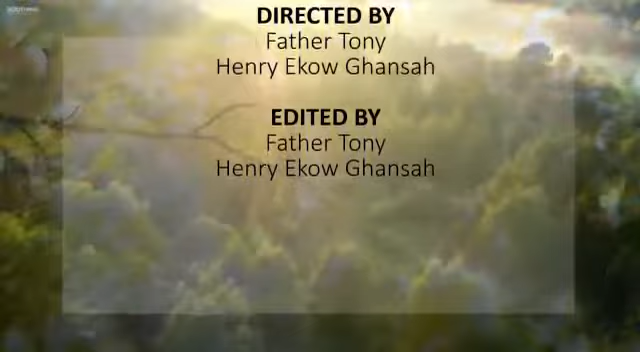 DIRECTED BY
Father Tony
Henry Ekow Ghansah
EDITED BY
Father Tony
Henry Ekow Ghansah